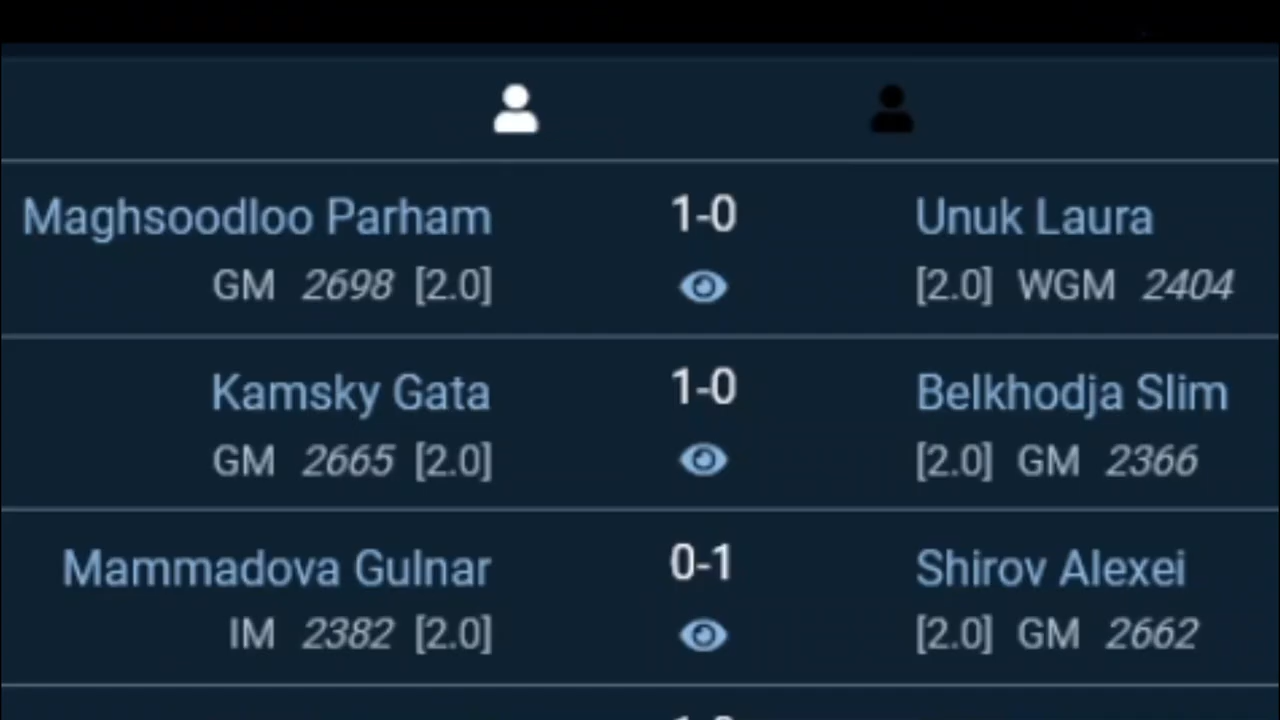 Maghsoodloo Parham 1-0 Unuk Laura
GM 2698 [2.0] [2.0] WGM 2404
Kamsky Gata 1-0 Belkhodja Slim
GM 2665 [2.0] [2.0] GM 2366
Mammadova Gulnar 0-1 Shirov Alexei
IM 2382 [2.0] [2.0] GM 2662